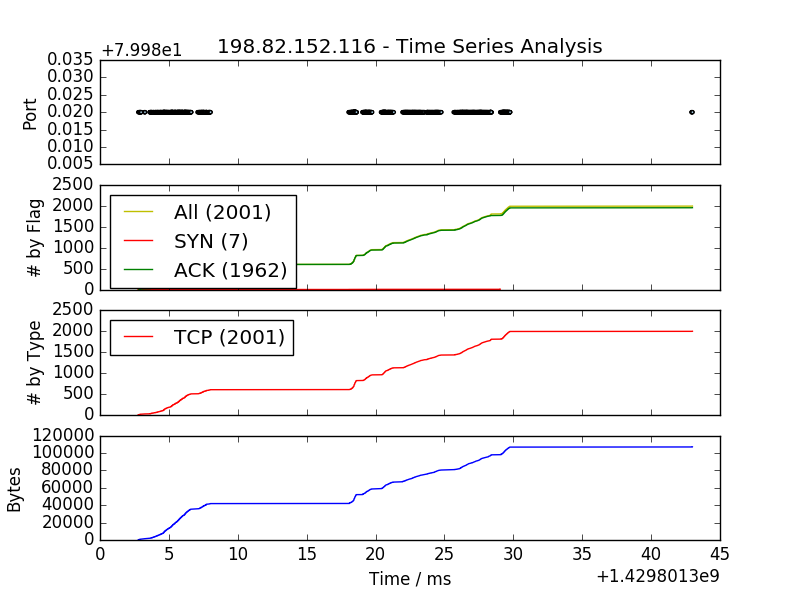 +7.998e1
198.82.152.116 - Time Series Analysis
0.035
0.030
0.025
0.020
0.015
0.010
0.005
Port
2500
2000
1500
1000
500
0
# by Flag
All (2001)
SYN (7)
ACK (1962)
2500
2000
1500
1000
500
0
# by Type
TCP (2001)
120000
100000
80000
60000
40000
20000
0
Bytes
0 5 10 15 20 25 30 35 40 45
Time / ms
+1.4298013e9